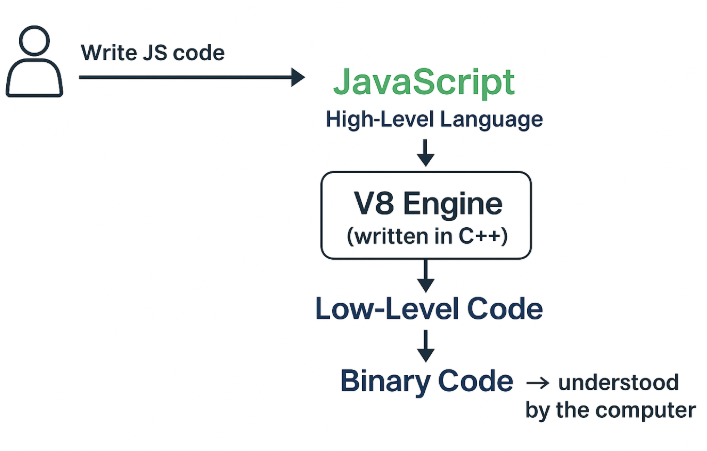 Write JS code
JavaScript
High-Level Language
V8 Engine
(written in C++)
Low-Level Code
Binary Code → understood
by the computer